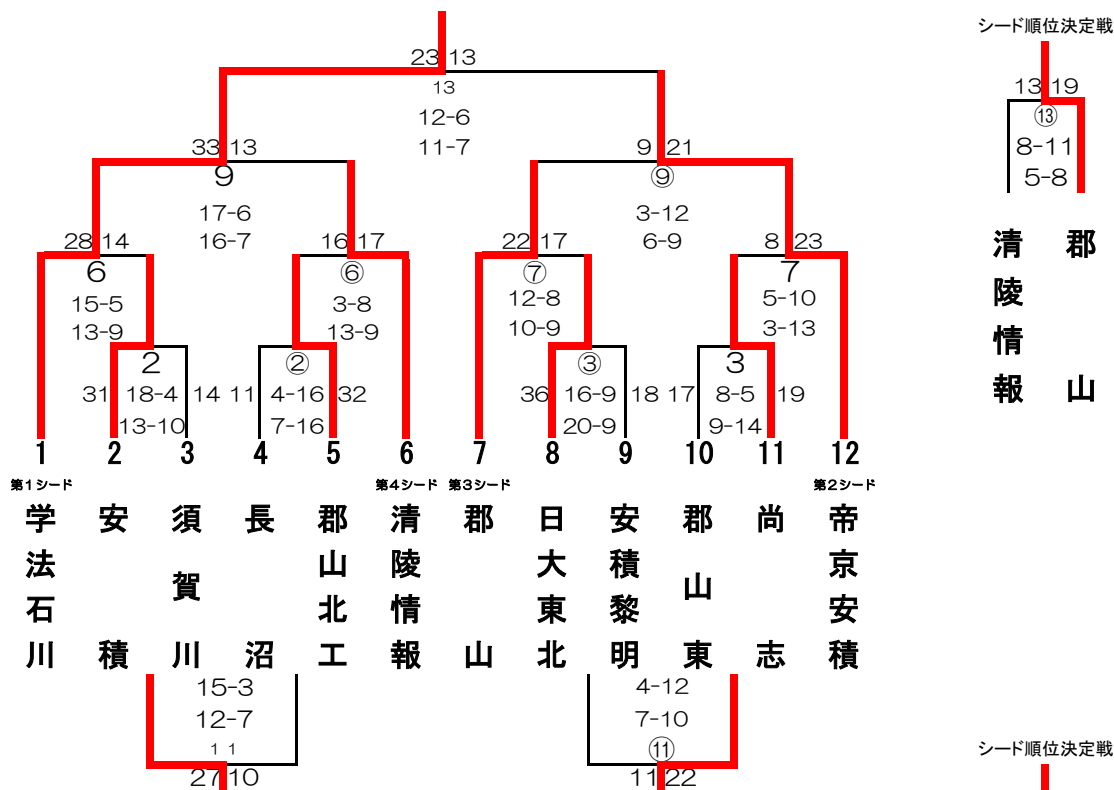 シード順位決定戦
23 13
13
12-6
11-7
13 19
⑬
8-11
5-8
清陵情報
郡山
33 13
9
17-6
16-7
9 21
⑨
3-12
6-9
28 14
6
15-5
13-9
16 17
⑥
3-8
13-9
22 17
⑦
12-8
10-9
8 23
7
5-10
3-13
2
31 18-4 14
13-10
②
11 4-16 32
7-16
③
36 16-9 18
20-9
3
17 8-5 19
9-14
1 2 3 4 5 6 7 8 9 10 11 12
第1シード 第4シード 第3シード 第2シード
学法石川
安積
須賀川
長沼
郡山北工
清陵情報
郡山
日大東北
安積黎明
郡山東
尚志
帝京安積
15-3
12-7
11
27 10
4-12
7-10
⑪
11 22
シード順位決定戦